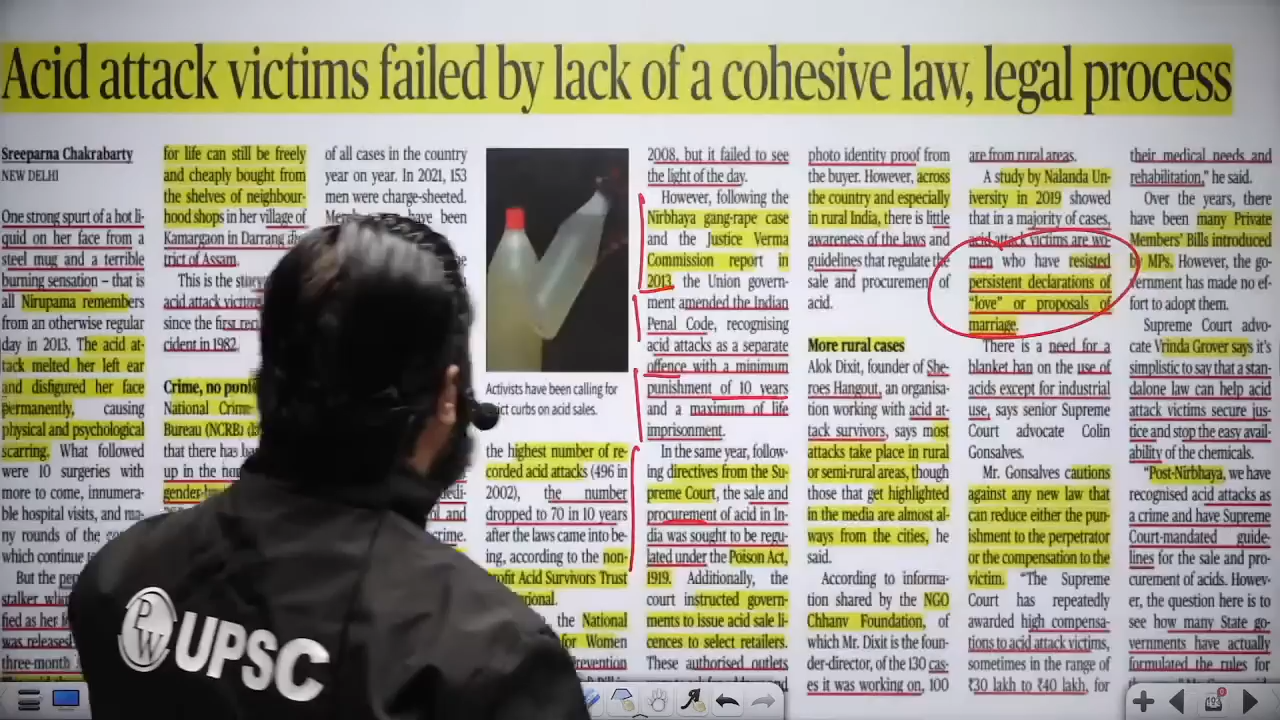 Acid attack victims failed by lack of a cohesive law, legal process
Sreeparna Chakrabarty
NEW DELHI
One strong spurt of a hot li-
quid on her face from a
steel mug and a terrible
burning sensation – that is
all Nirupama remembers
from an otherwise regular
day in 2013. The acid at-
tack melted her left ear
and disfigured her face
permanently, causing
physical and psychological
scarring. What followed
were 10 surgeries with
more to come, innumera-
ble hospital visits, and ma-
ny rounds of the
which continue
But the
stalker
fied as her
was released
three-month
for life can still be freely
and cheaply bought from
the shelves of neighbour-
hood shops in her village of
Kamargaon in Darrang
trict of Assam.
This is the
acid attack
since the first
cident in 1982.
Crime, no
National Crime
Bureau (NCRB)
that there has
up in the
gender-
of all cases in the country
year on year. In 2021, 153
men were charge-sheeted.
have been
and
crime.
Activists have been calling for
curbs on acid sales.
the highest number of re-
corded acid attacks (496 in
2002), the number
dropped to 70 in 10 years
after the laws came into be-
ing, according to the non-
profit Acid Survivors Trust
the National
for Women
2008, but it failed to see
the light of the day.
However, following the
Nirbhaya gang-rape case
and the Justice Verma
Commission report in
2013, the Union govern-
ment amended the Indian
Penal Code, recognising
acid attacks as a separate
offence with a minimum
punishment of 10 years
and a maximum of life
imprisonment.
In the same year, follow-
ing directives from the Su-
preme Court, the sale and
procurement of acid in In-
dia was sought to be regu-
lated under the Poison Act,
1919. Additionally, the
court instructed govern-
ments to issue acid sale li-
cences to select retailers.
These authorised outlets
photo identity proof from
the buyer. However, across
the country and especially
in rural India, there is little
awareness of the laws and
guidelines that regulate the
sale and procurement of
acid.
More rural cases
Alok Dixit, founder of She-
roes Hangout, an organisa-
tion working with acid at-
tack survivors, says most
attacks take place in rural
or semi-rural areas, though
those that get highlighted
in the media are almost al-
ways from the cities, he
said.
According to informa-
tion shared by the NGO
Chhanv Foundation, of
which Mr. Dixit is the foun-
der-director, of the 130 cas-
es it was working on, 100
are from rural areas.
A study by Nalanda Un-
iversity in 2019 showed
that in a majority of cases,
acid attack victims are wo-
men who have resisted
persistent declarations of
“love” or proposals of
marriage.
There is a need for a
blanket ban on the use of
acids except for industrial
use, says senior Supreme
Court advocate Colin
Gonsalves.
Mr. Gonsalves cautions
against any new law that
can reduce either the pun-
ishment to the perpetrator
or the compensation to the
victim. “The Supreme
Court has repeatedly
awarded high compensa-
tions to acid attack victims,
sometimes in the range of
₹30 lakh to ₹40 lakh, for
their medical needs and
rehabilitation,” he said.
Over the years, there
have been many Private
Members’ Bills introduced
by MPs. However, the go-
vernment has made no ef-
fort to adopt them.
Supreme Court advo-
cate Vrinda Grover says it’s
simplistic to say that a stan-
dalone law can help acid
attack victims secure jus-
tice and stop the easy avail-
ability of the chemicals.
“Post-Nirbhaya, we have
recognised acid attacks as
a crime and have Supreme
Court-mandated guide-
lines for the sale and pro-
curement of acids. Howev-
er, the question here is to
see how many State go-
vernments have actually
formulated the rules for
PW UPSC